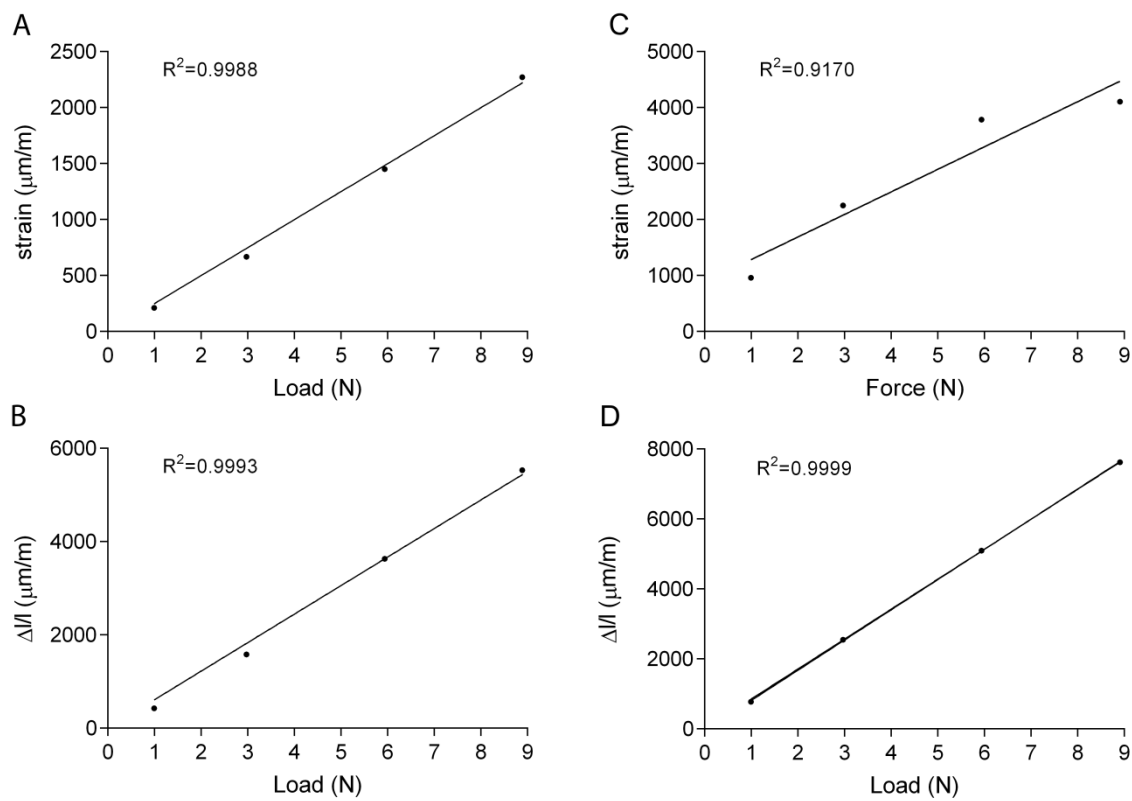 A
R²=0.9988
2500
2000
1500
1000
500
0
strain (μm/m)
0 1 2 3 4 5 6 7 8 9
Load (N)
C
R²=0.9170
5000
4000
3000
2000
1000
0
strain (μm/m)
0 1 2 3 4 5 6 7 8 9
Force (N)
B
R²=0.9993
6000
4000
2000
0
Δl/l (μm/m)
0 1 2 3 4 5 6 7 8 9
Load (N)
D
R²=0.9999
8000
6000
4000
2000
0
Δl/l (μm/m)
0 1 2 3 4 5 6 7 8 9
Load (N)